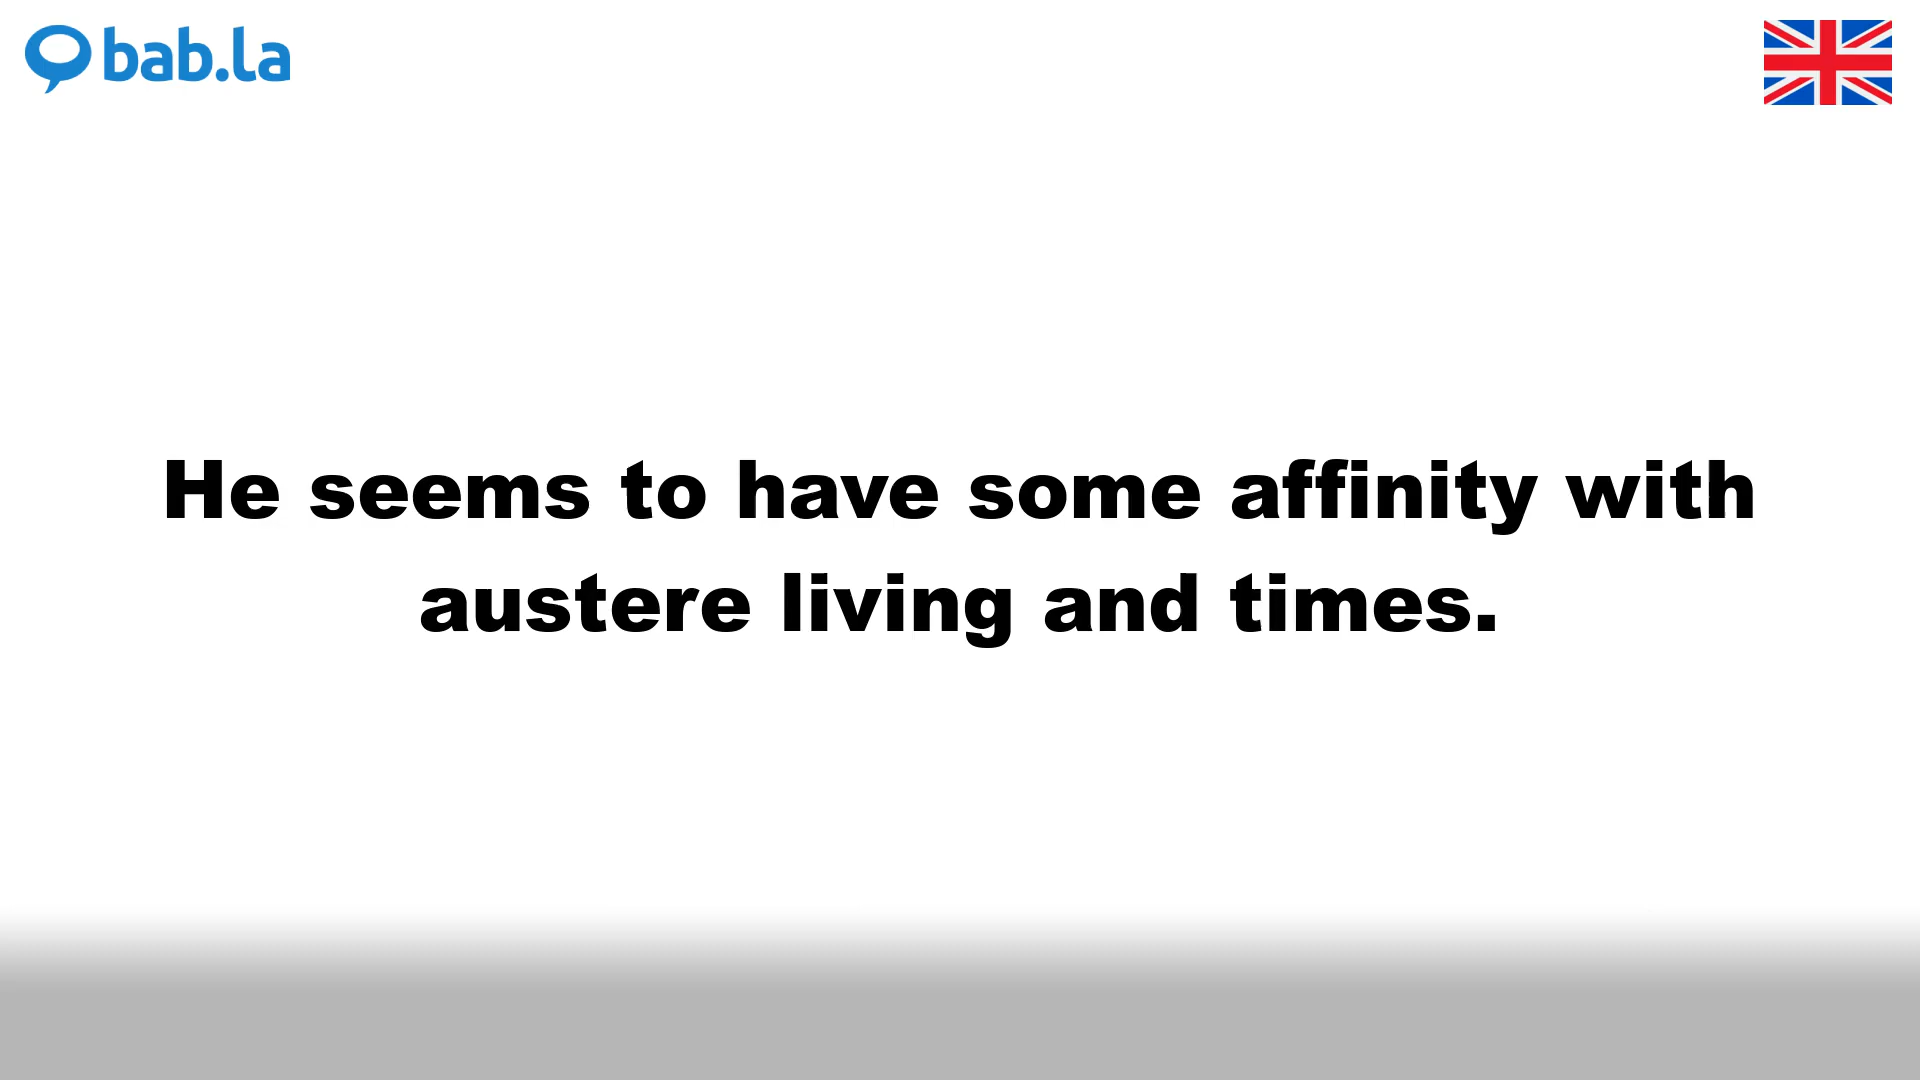 bab.la
He seems to have some affinity with
austere living and times.